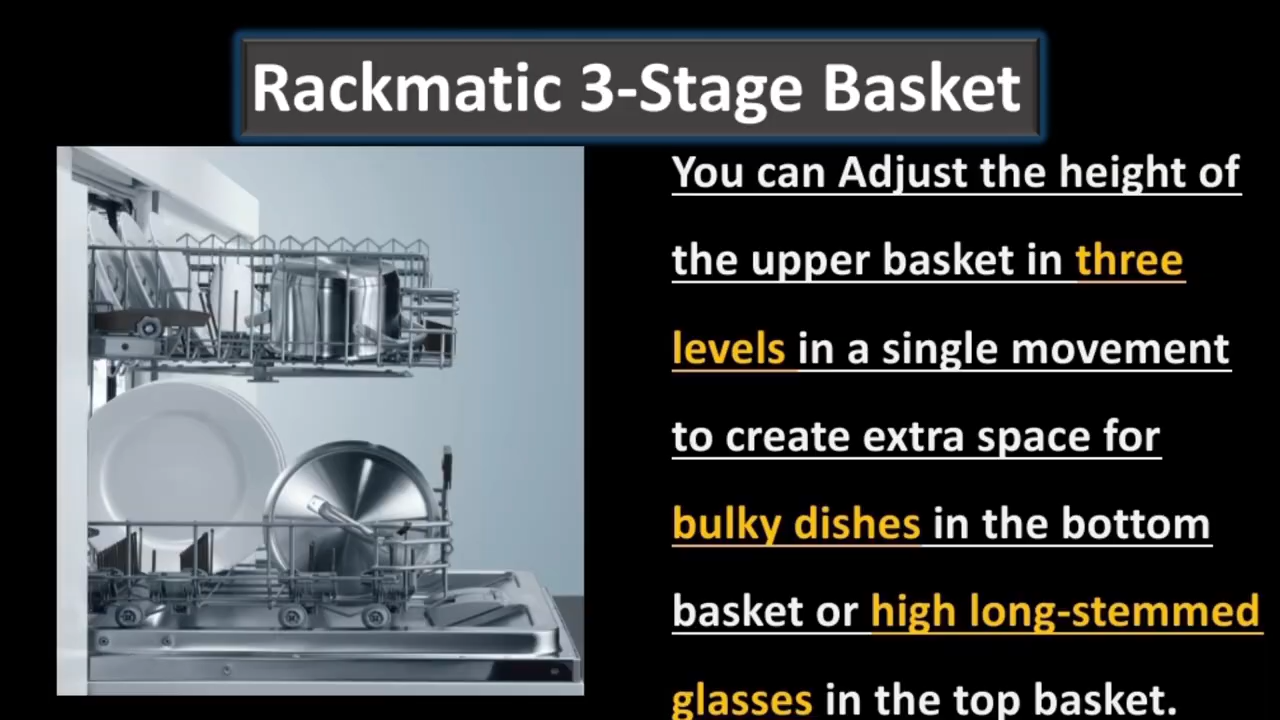 Rackmatic 3-Stage Basket
You can Adjust the height of
the upper basket in three
levels in a single movement
to create extra space for
bulky dishes in the bottom
basket or high long-stemmed
glasses in the top basket.